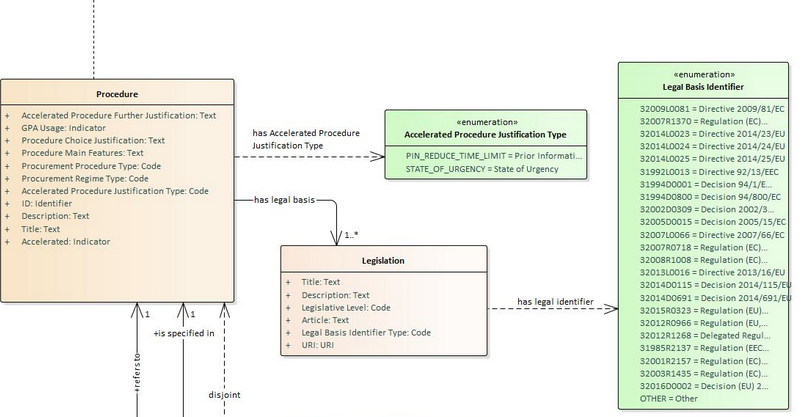 Procedure
+ Accelerated Procedure Further Justification: Text
+ GPA Usage: Indicator
+ Procedure Choice Justification: Text
+ Procedure Main Features: Text
+ Procurement Procedure Type: Code
+ Procurement Regime Type: Code
+ Accelerated Procedure Justification Type: Code
+ ID: Identifier
+ Description: Text
+ Title: Text
+ Accelerated: Indicator
has Accelerated Procedure
Justification Type
«enumeration»
Accelerated Procedure Justification Type
PIN_REDUCE_TIME_LIMIT = Prior Informati...
STATE_OF_URGENCY = State of Urgency
has legal basis
1..*
Legislation
+ Title: Text
+ Description: Text
+ Legislative Level: Code
+ Article: Text
+ Legal Basis Identifier Type: Code
+ URI: URI
has legal identifier
«enumeration»
Legal Basis Identifier
32009L0081 = Directive 2009/81/EC
32007R1370 = Regulation (EC)...
32014L0023 = Directive 2014/23/EU
32014L0024 = Directive 2014/24/EU
32014L0025 = Directive 2014/25/EU
31992L0013 = Directive 92/13/EEC
31994D0001 = Decision 94/1/E...
31994D0800 = Decision 94/800/EC
32002D0309 = Decision 2002/3...
32005D0015 = Decision 2005/15/EC
32007L0066 = Directive 2007/66/EC
32007R0718 = Regulation (EC)...
32008R1008 = Regulation (EC)...
32013L0016 = Directive 2013/16/EU
32014D0115 = Decision 2014/115/EU
32014D0691 = Decision 2014/691/EU
32015R0323 = Regulation (EU)...
32012R0966 = Regulation (EU,...
32012R1268 = Delegated Regul...
31985R2137 = Regulation (EEC...
32001R2157 = Regulation (EC)...
32003R1435 = Regulation (EC)...
32016D0002 = Decision (EU) 2...
OTHER = Other
1
1
+is specified in
+refers to
disjoint